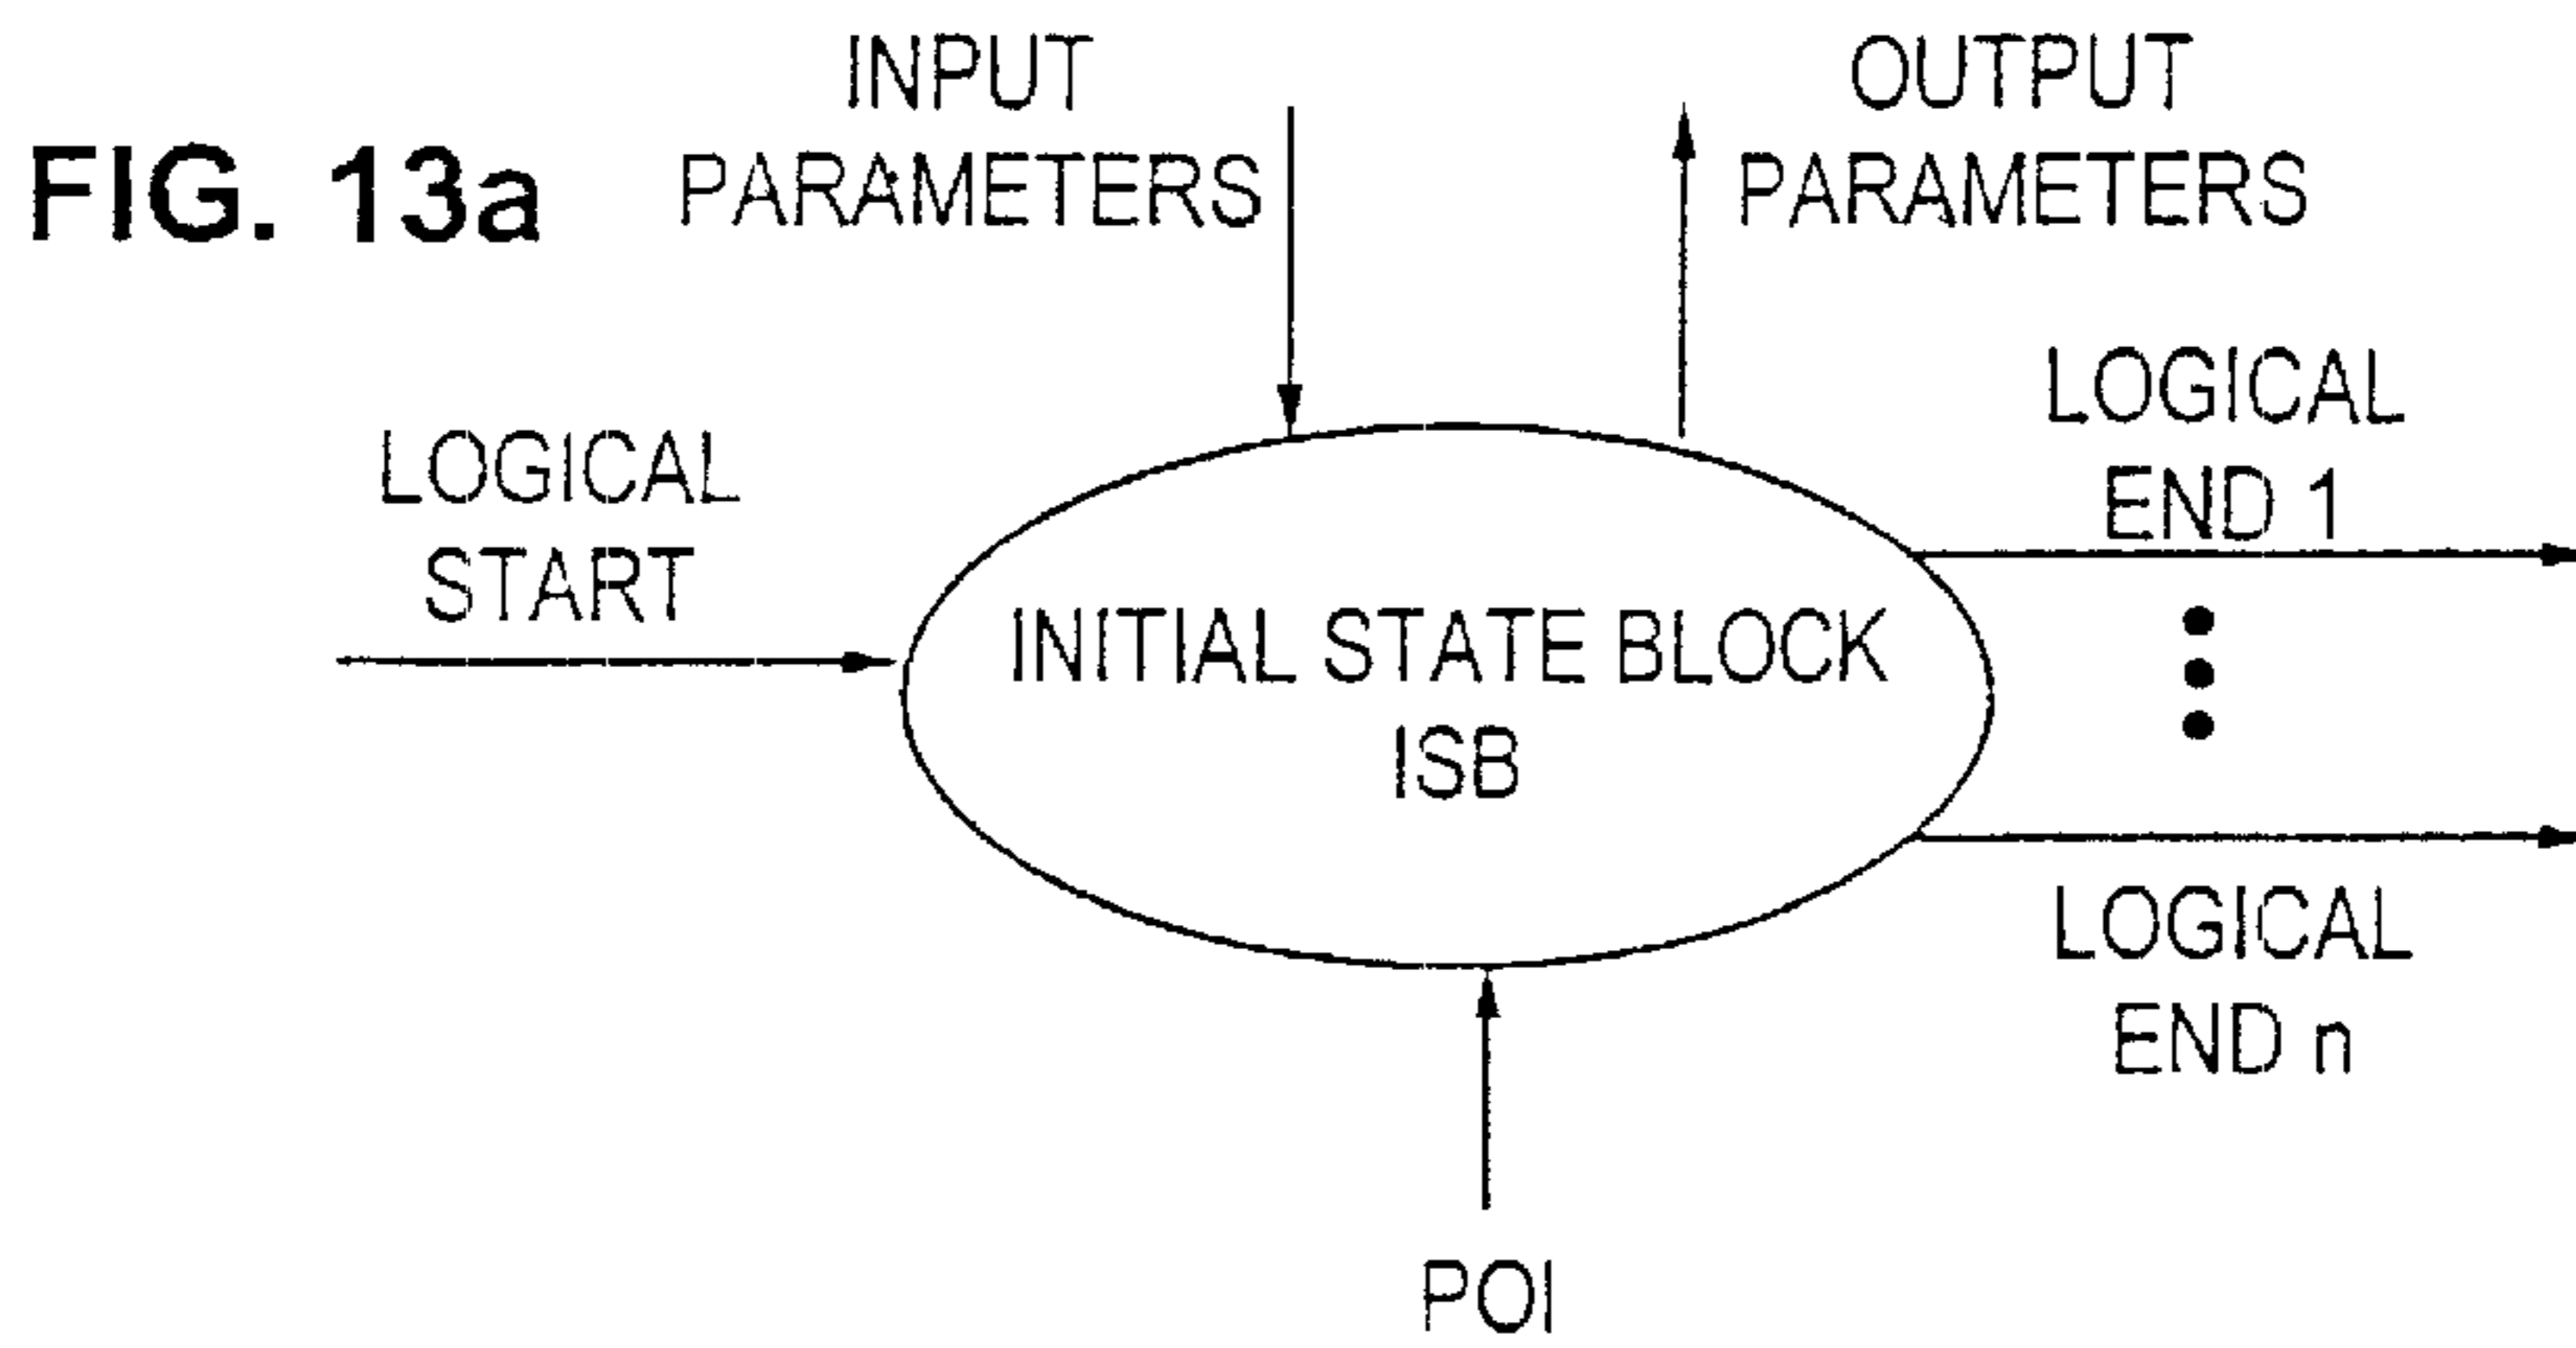 FIG. 13a
INPUT
PARAMETERS
OUTPUT
PARAMETERS
LOGICAL
START
LOGICAL
END 1
INITIAL STATE BLOCK
ISB
LOGICAL
END n
POI